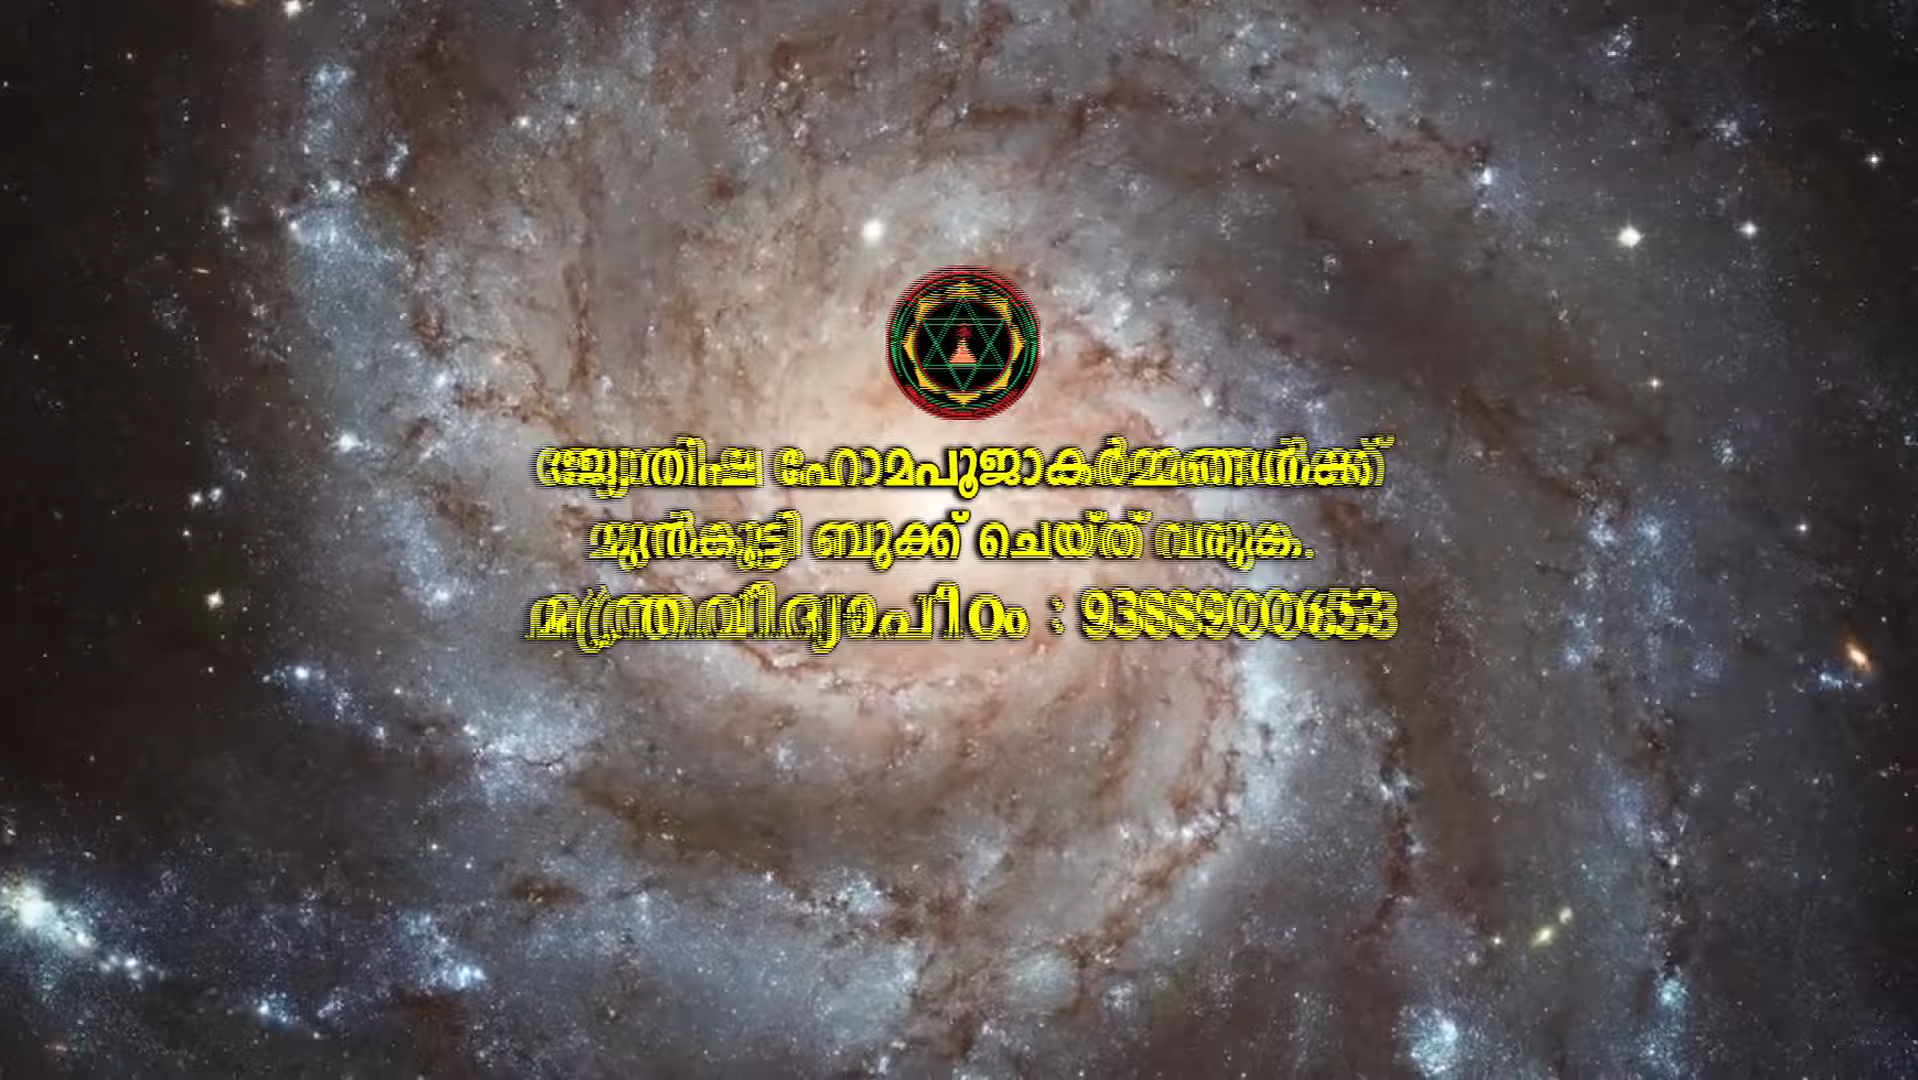 ജ്യോതിഷ ഹോമപൂജാകർമ്മങ്ങൾക്ക്
മുൻകൂട്ടി ബുക്ക് ചെയ്ത് വരുക.
മന്ത്രവിദ്യാപീഠം : 9388900653